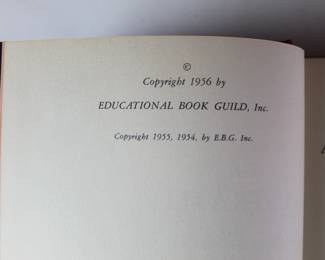 ©
Copyright 1956 by
EDUCATIONAL BOOK GUILD, Inc.
Copyright 1955, 1954, by E.B.G. Inc.
A